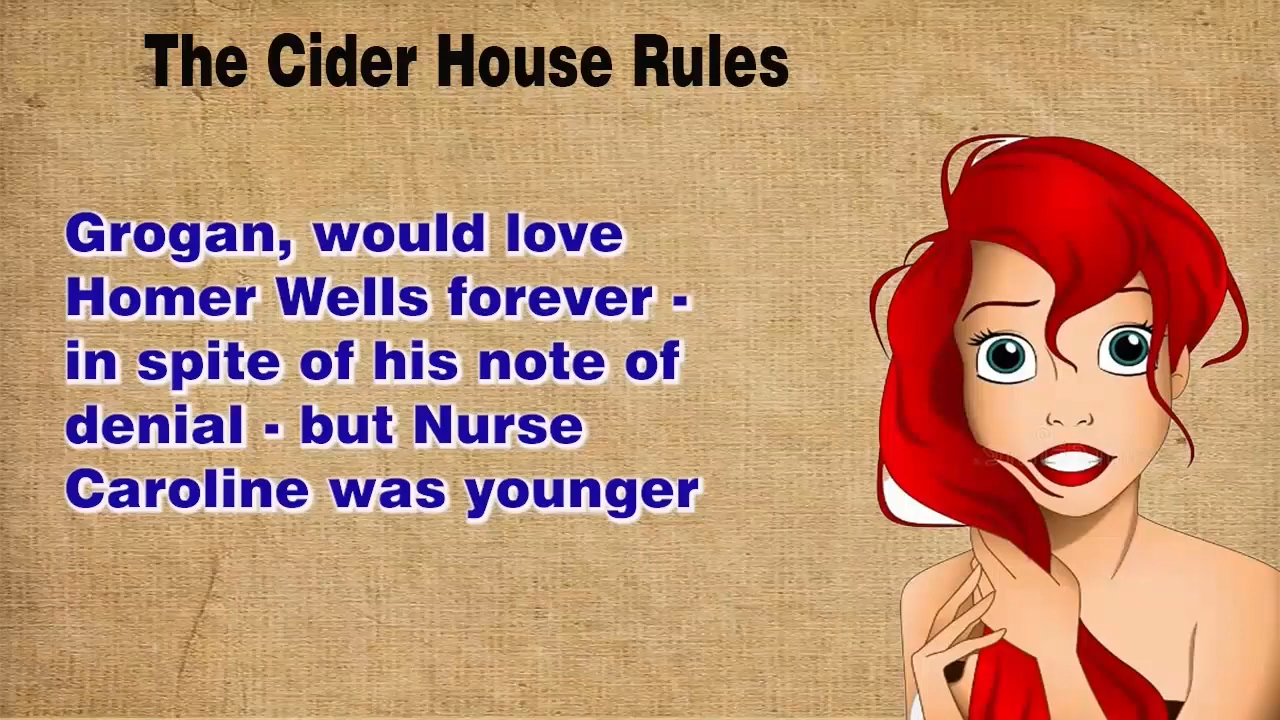 The Cider House Rules
Grogan, would love
Homer Wells forever -
in spite of his note of
denial - but Nurse
Caroline was younger